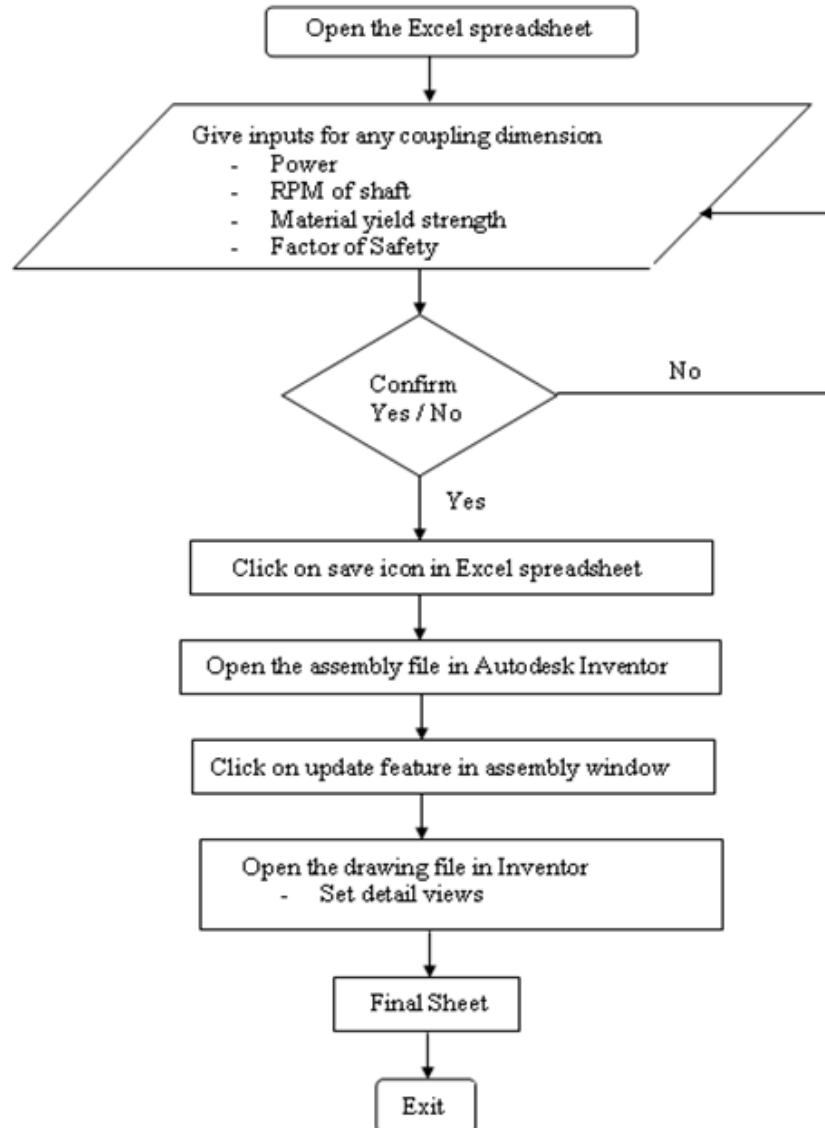 Open the Excel spreadsheet
Give inputs for any coupling dimension
- Power
- RPM of shaft
- Material yield strength
- Factor of Safety
Confirm
Yes / No
No
Yes
Click on save icon in Excel spreadsheet
Open the assembly file in Autodesk Inventor
Click on update feature in assembly window
Open the drawing file in Inventor
- Set detail views
Final Sheet
Exit